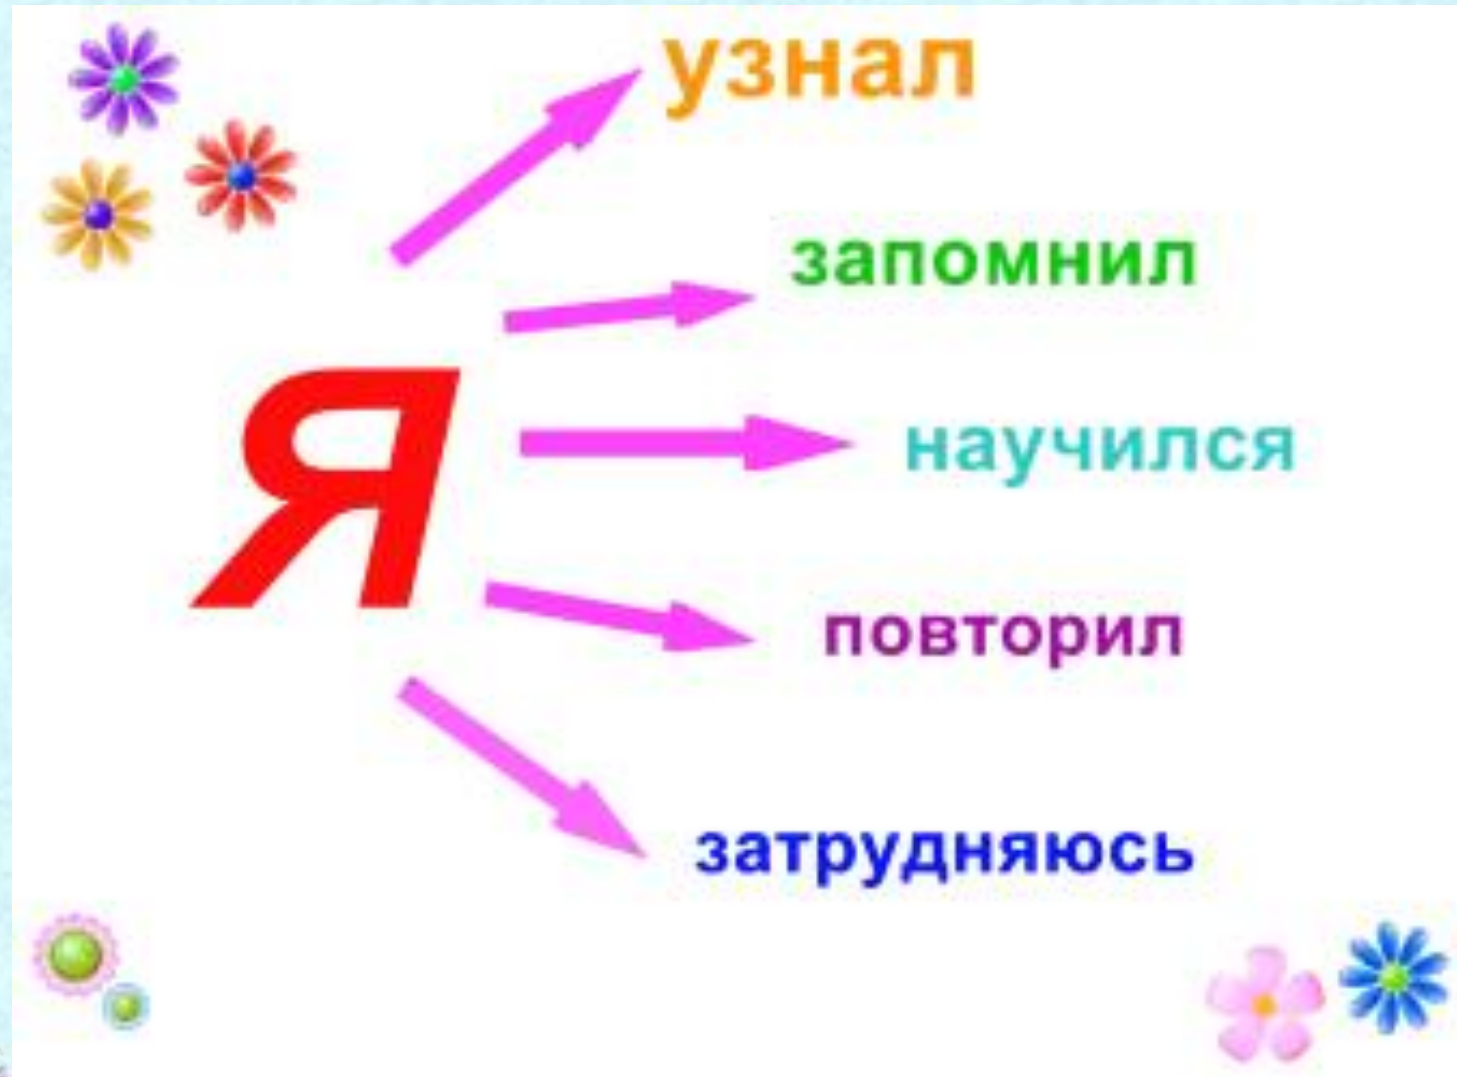 узнал
запомнил
Я
научился
повторил
затрудняюсь